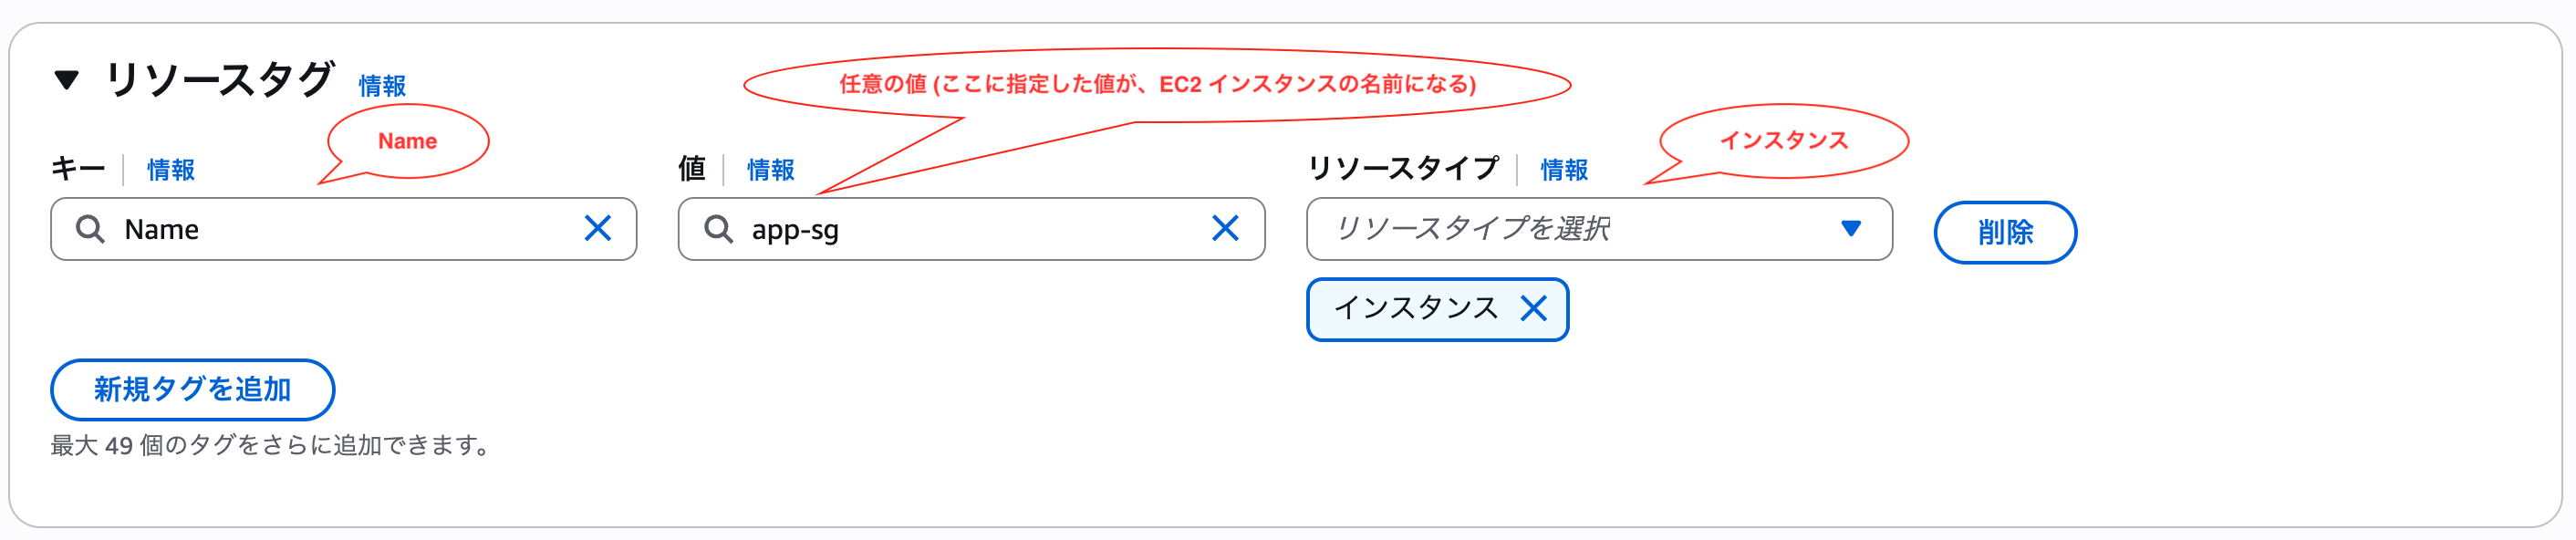 リソースタグ 情報
任意の値 (ここに指定した値が、EC2 インスタンスの名前になる)
Name
インスタンス
キー 情報
値 情報
リソースタイプ 情報
Name
app-sg
リソースタイプを選択
削除
インスタンス
新規タグを追加
最大 49 個のタグをさらに追加できます。